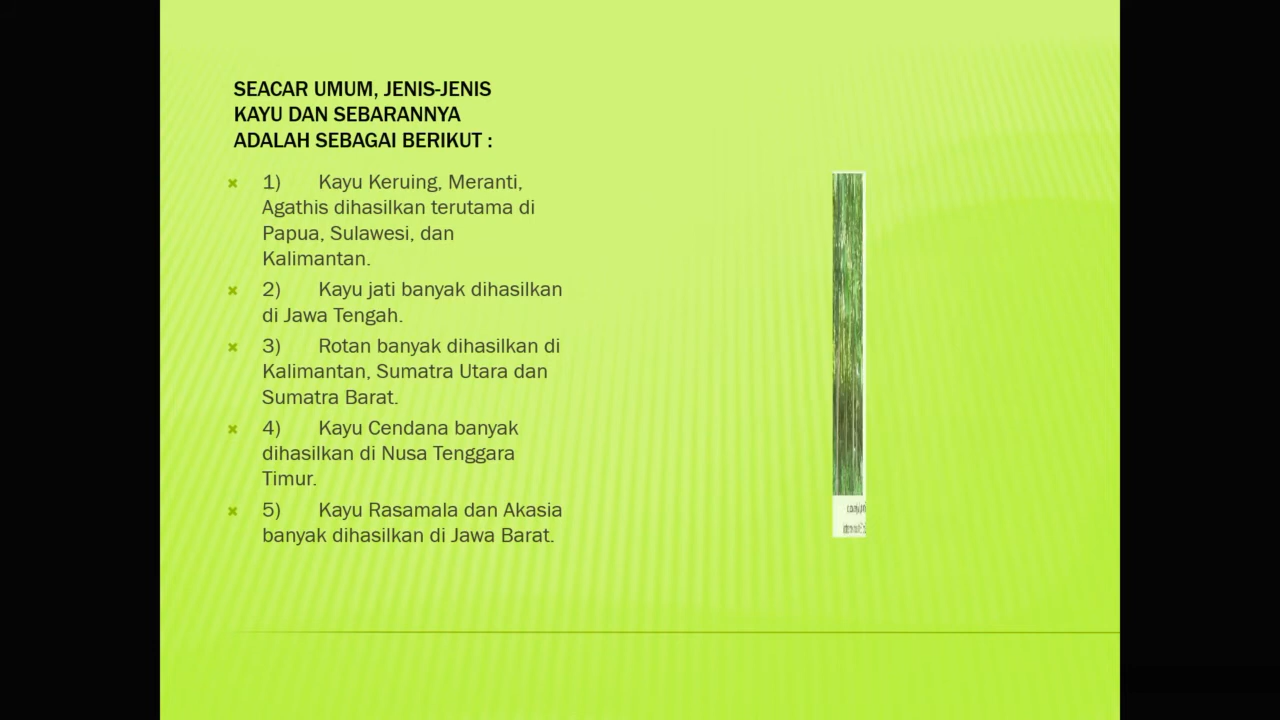 SEACAR UMUM, JENIS-JENIS
KAYU DAN SEBARANNYA
ADALAH SEBAGAI BERIKUT :
1) Kayu Keruing, Meranti,
Agathis dihasilkan terutama di
Papua, Sulawesi, dan
Kalimantan.
2) Kayu jati banyak dihasilkan
di Jawa Tengah.
3) Rotan banyak dihasilkan di
Kalimantan, Sumatra Utara dan
Sumatra Barat.
4) Kayu Cendana banyak
dihasilkan di Nusa Tenggara
Timur.
5) Kayu Rasamala dan Akasia
banyak dihasilkan di Jawa Barat.